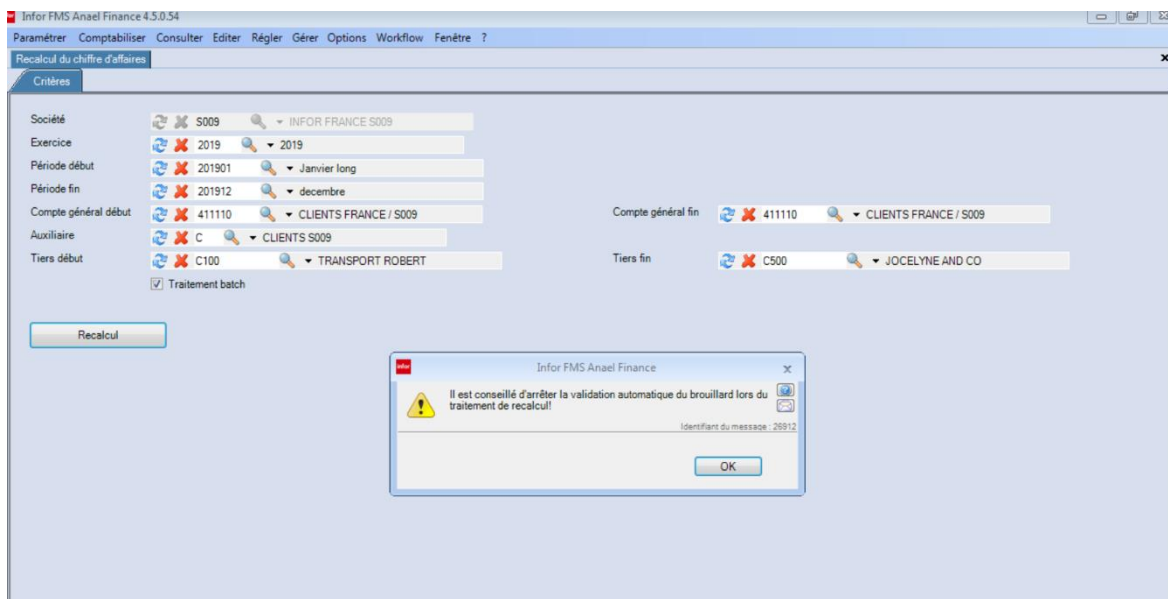 Infor FMS Anael Finance 4.5.0.54
Paramétrer Comptabiliser Consulter Editer Régler Gérer Options Workflow Fenêtre ?
Recalcul du chiffre d'affaires
Critères
Société S009 INFOR FRANCE S009
Exercice 2019 2019
Période début 201901 Janvier long
Période fin 201912 decembre
Compte général début 411110 CLIENTS FRANCE / S009 Compte général fin 411110 CLIENTS FRANCE / S009
Auxiliaire C CLIENTS S009
Tiers début C100 TRANSPORT ROBERT Tiers fin C500 JOCELYNE AND CO
Traitement batch
Recalcul
infor Infor FMS Anael Finance
Il est conseillé d'arrêter la validation automatique du brouillard lors du
traitement de recalcul!
Identifiant du message : 26912
OK